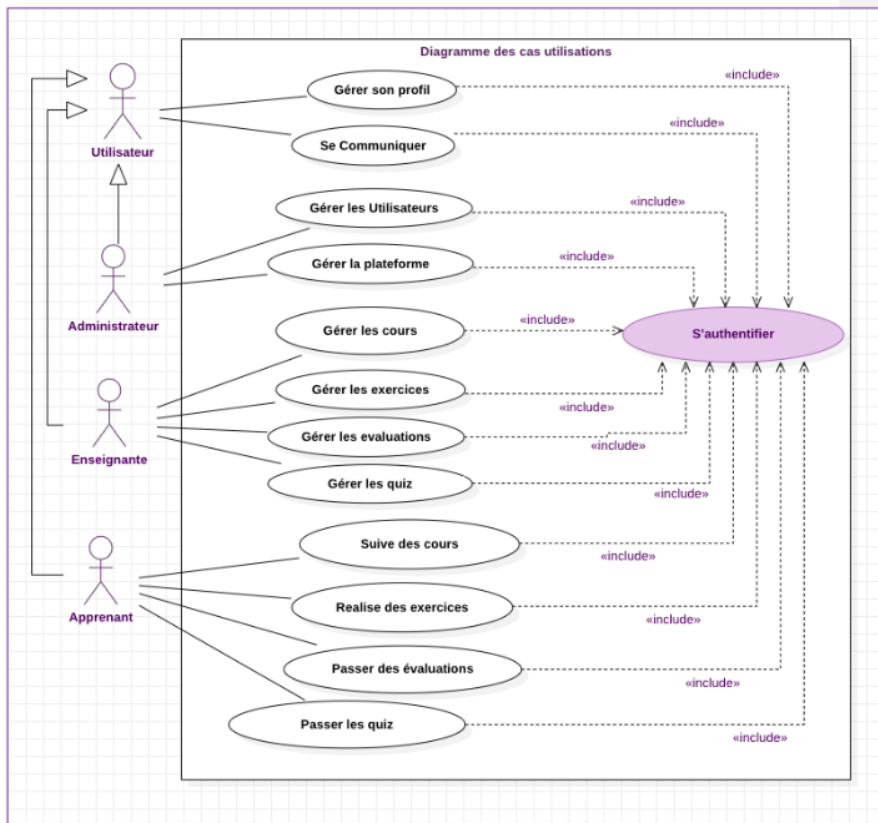 Diagramme des cas utilisations
Gérer son profil
«include»
Utilisateur
Se Communiquer
«include»
Gérer les Utilisateurs
«include»
Administrateur
Gérer la plateforme
«include»
Gérer les cours
«include»
S'authentifier
Enseignante
Gérer les exercices
«include»
Gérer les evaluations
«include»
Gérer les quiz
«include»
Apprenant
Suive des cours
«include»
Realise des exercices
«include»
Passer des évaluations
«include»
Passer les quiz
«include»